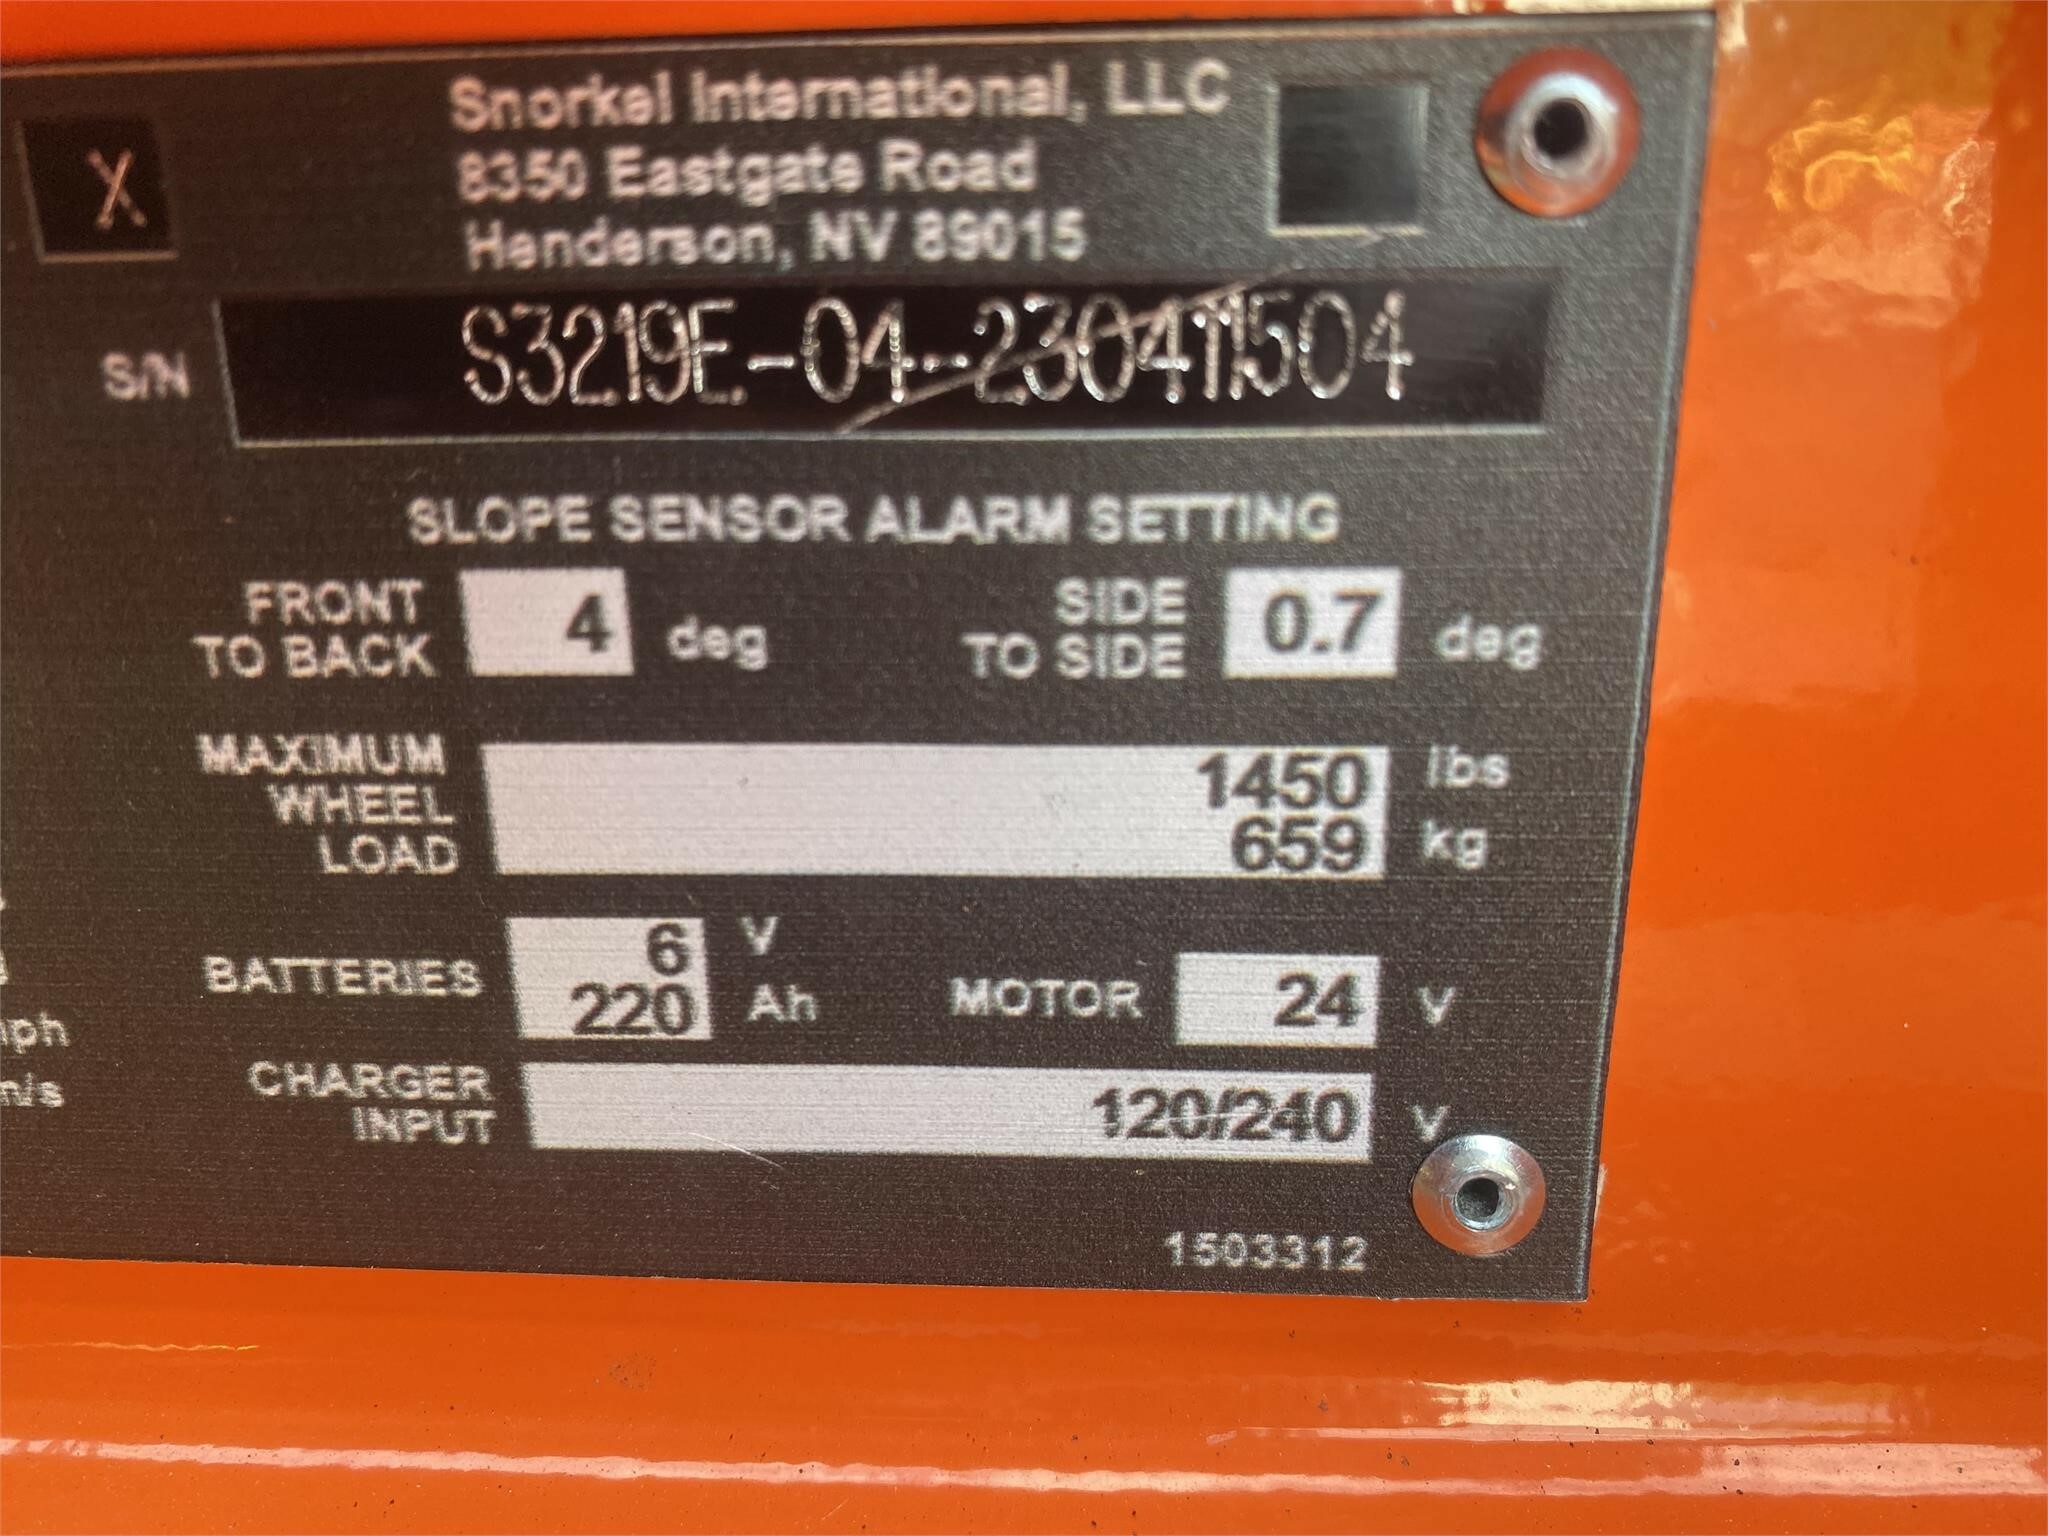 X
Snorkel International, LLC
8350 Eastgate Road
Henderson, NV 89015
S/N S3219E-04-230411504
SLOPE SENSOR ALARM SETTING
FRONT TO BACK 4 deg
SIDE TO SIDE 0.7 deg
MAXIMUM WHEEL LOAD
1450 lbs
659 kg
BATTERIES
6 V
220 Ah
MOTOR 24 V
CHARGER INPUT 120/240 V
1503312